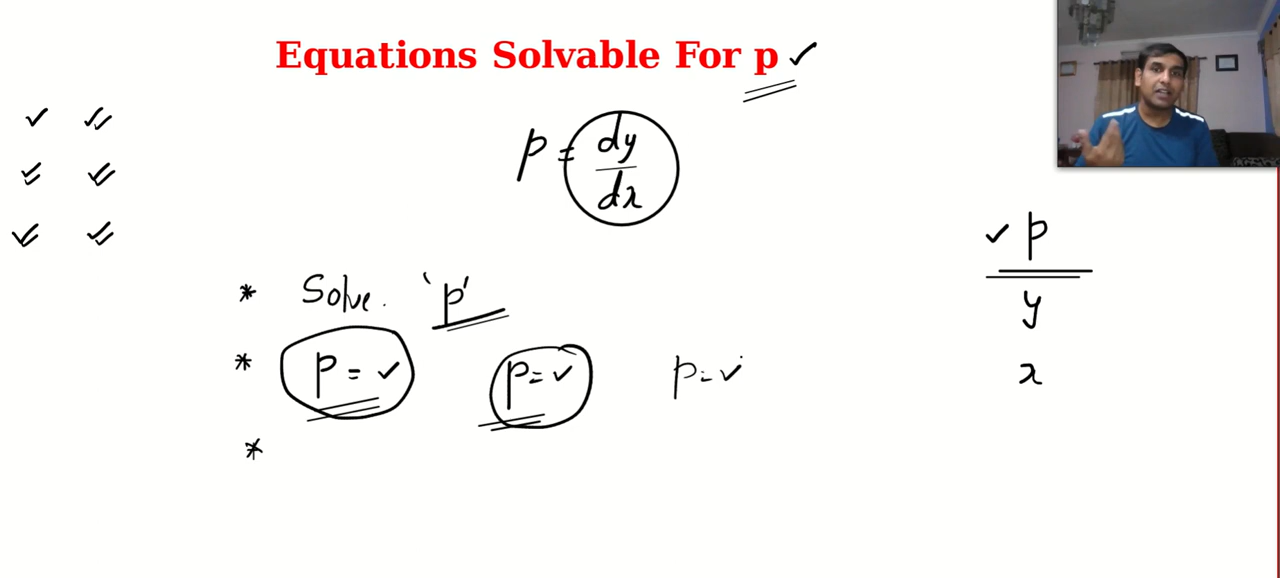 Equations Solvable For p ✓
✓ ✓
p = dy/dx
✓ ✓
✓ ✓
✓ p
* Solve. 'p'
y
* p = ✓ p = ✓ p = ✓
x
*